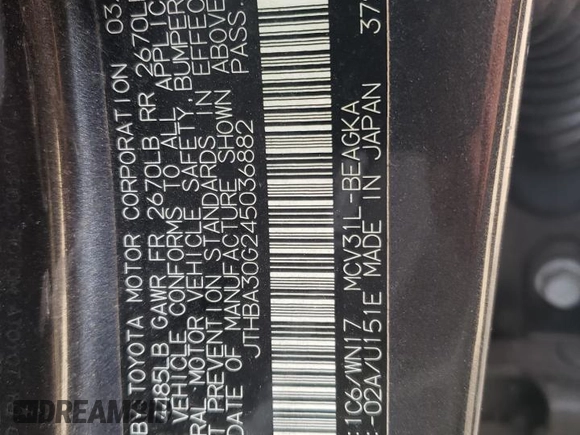 TOYOTA MOTOR CORPORATION 03
4185LB GAWR FR 2670LB RR 2670LB
VEHICLE CONFORMS TO ALL APPLIC
RAL MOTOR VEHICLE SAFETY, BUMPER
T PREVENTION STANDARDS IN EFFEC
DATE OF MANUFACTURE SHOWN ABOVE
JTHBA30G245036882 PASS.
1C6/WN17 MCV31L-BEAGKA
-02A/U151E MADE IN JAPAN 37
DREAM